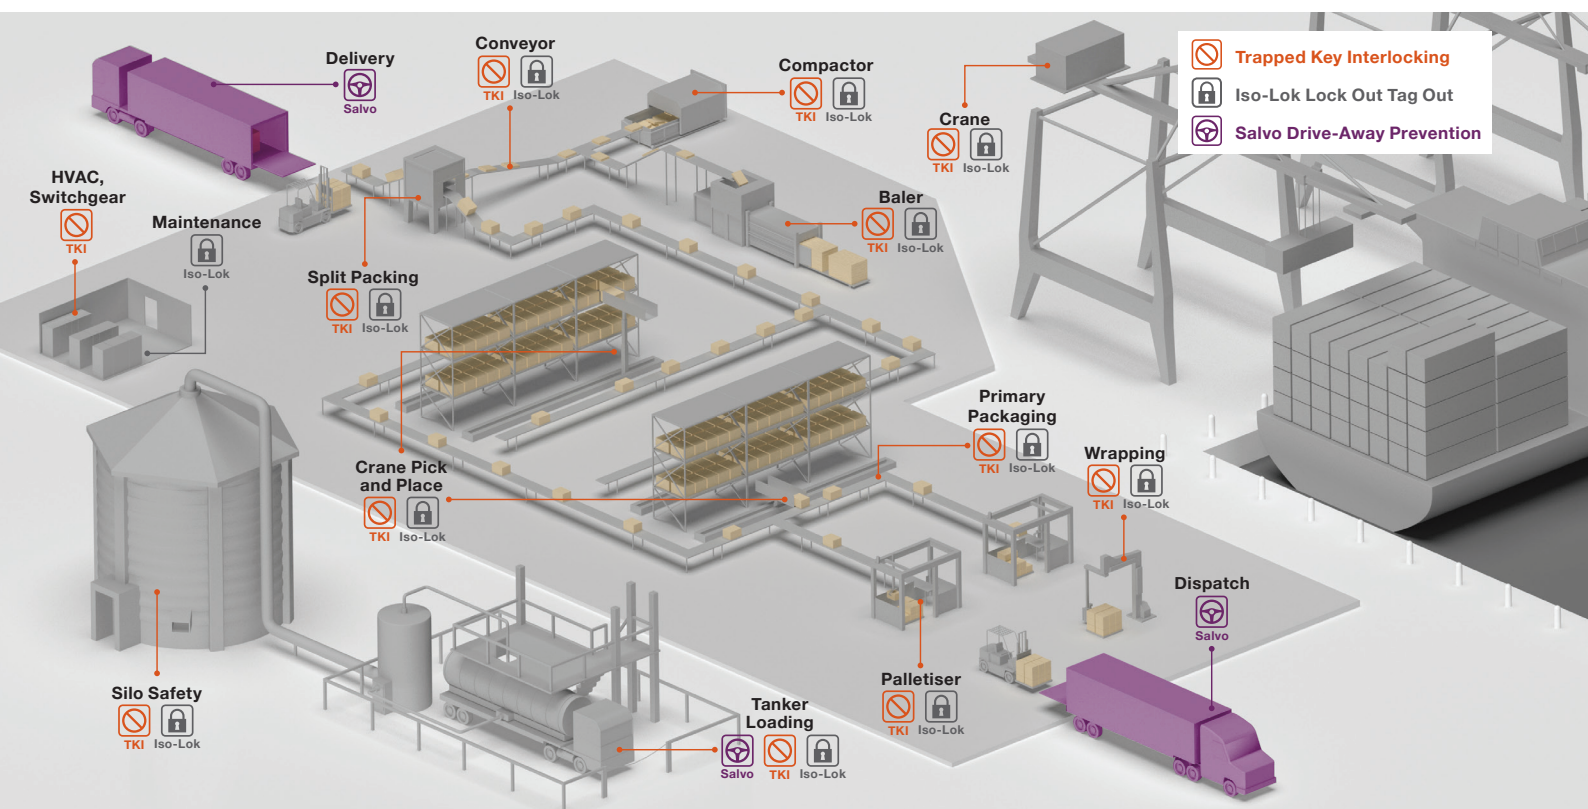 Delivery
Salvo
Conveyor
TKI Iso-Lok
Compactor
TKI Iso-Lok
Crane
TKI Iso-Lok
Trapped Key Interlocking
Iso-Lok Lock Out Tag Out
Salvo Drive-Away Prevention
HVAC,
Switchgear
TKI
Maintenance
Iso-Lok
Split Packing
TKI Iso-Lok
Baler
TKI Iso-Lok
Crane Pick
and Place
TKI Iso-Lok
Primary
Packaging
TKI Iso-Lok
Wrapping
TKI Iso-Lok
Dispatch
Salvo
Silo Safety
TKI Iso-Lok
Tanker
Loading
Salvo TKI Iso-Lok
Palletiser
TKI Iso-Lok